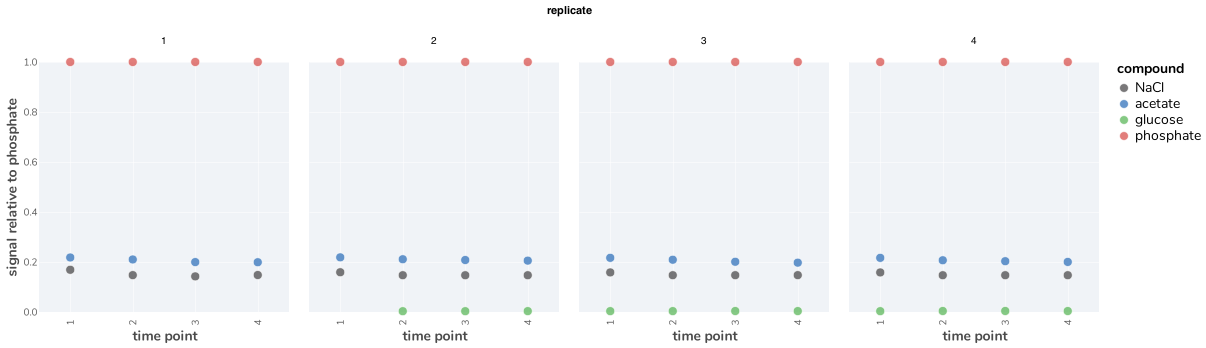 replicate
1 2 3 4
signal relative to phosphate
1.0
0.8
0.6
0.4
0.2
0.0
1 2 3 4 1 2 3 4 1 2 3 4 1 2 3 4
time point time point time point time point
compound
NaCl
acetate
glucose
phosphate